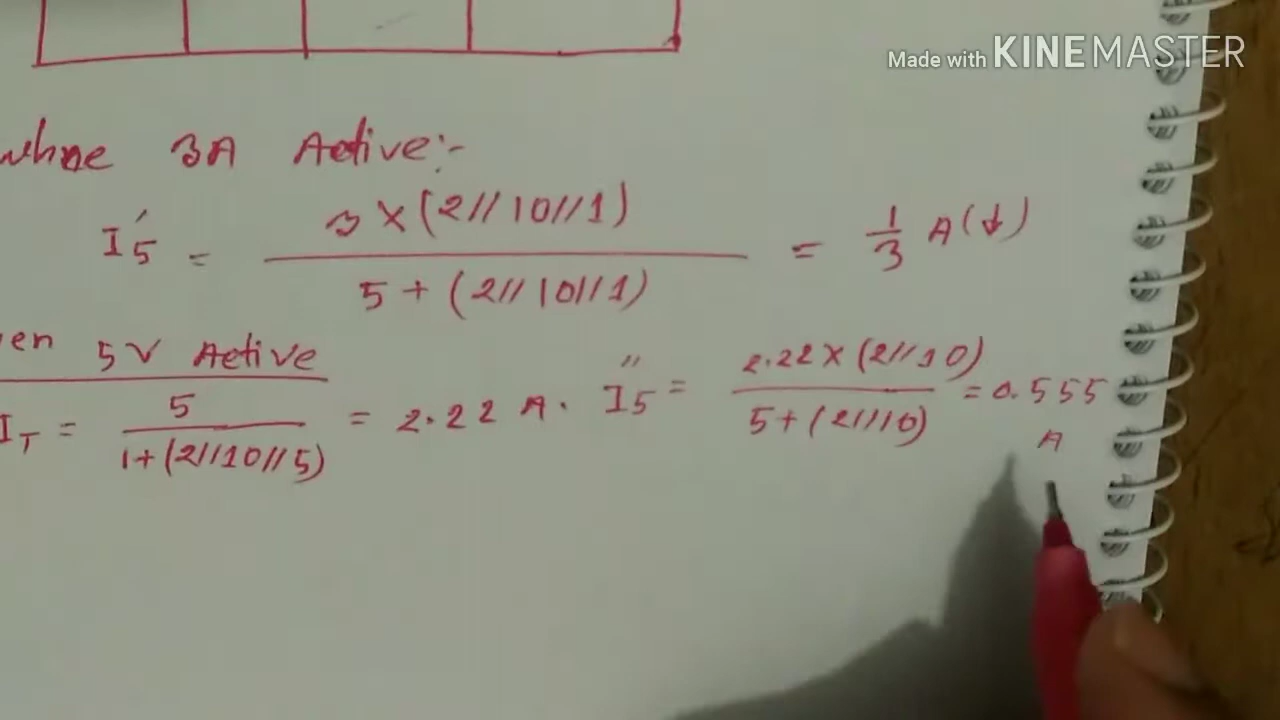 Made with KINEMASTER
whne 3A Active:-
I5' = 3 × (2//10//1) / 5 + (2//10//1) = 1/3 A(↓)
en 5V Active
IT = 5 / 1+(2//10//5) = 2.22 A. I5'' = 2.22 × (2//10) / 5+(2//10) = 0.555 A